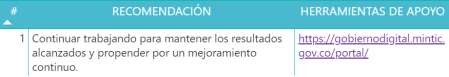 # RECOMENDACIÓN HERRAMIENTAS DE APOYO
1 Continuar trabajando para mantener los resultados https://gobiernodigital.mintic.
alcanzados y propender por un mejoramiento gov.co/portal/
continuo.